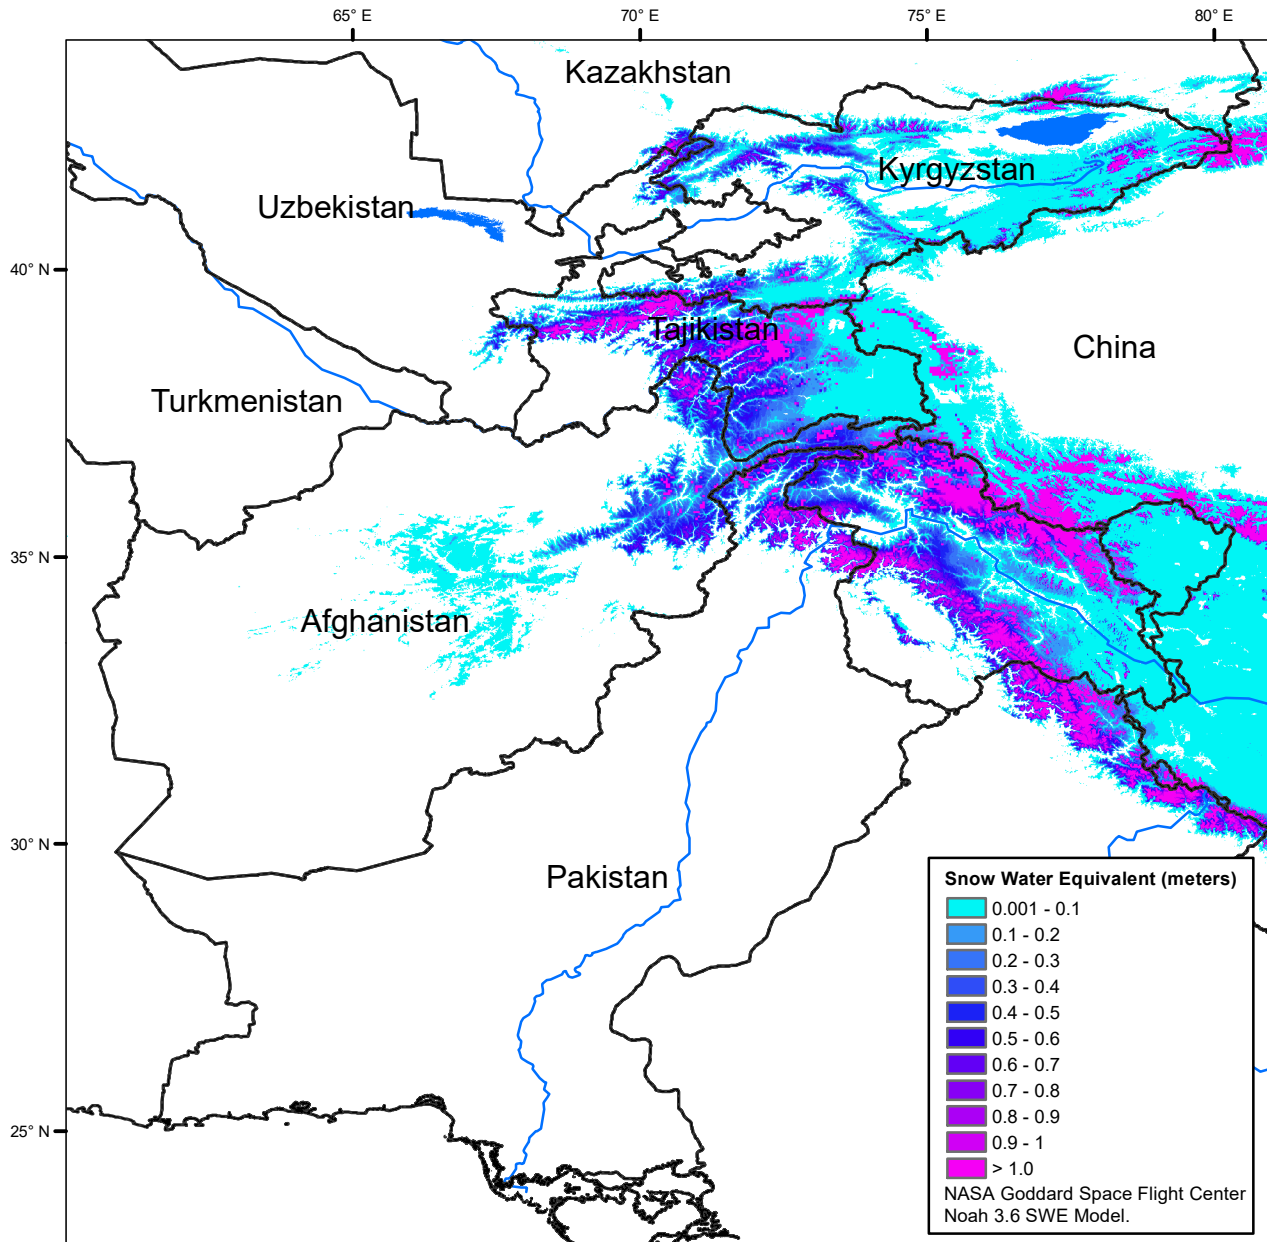 65° E
70° E
75° E
80° E
Kazakhstan
Kyrgyzstan
Uzbekistan
40° N
Tajikistan
China
Turkmenistan
35° N
Afghanistan
30° N
Pakistan
25° N
Snow Water Equivalent (meters)
0.001 - 0.1
0.1 - 0.2
0.2 - 0.3
0.3 - 0.4
0.4 - 0.5
0.5 - 0.6
0.6 - 0.7
0.7 - 0.8
0.8 - 0.9
0.9 - 1
> 1.0
NASA Goddard Space Flight Center
Noah 3.6 SWE Model.